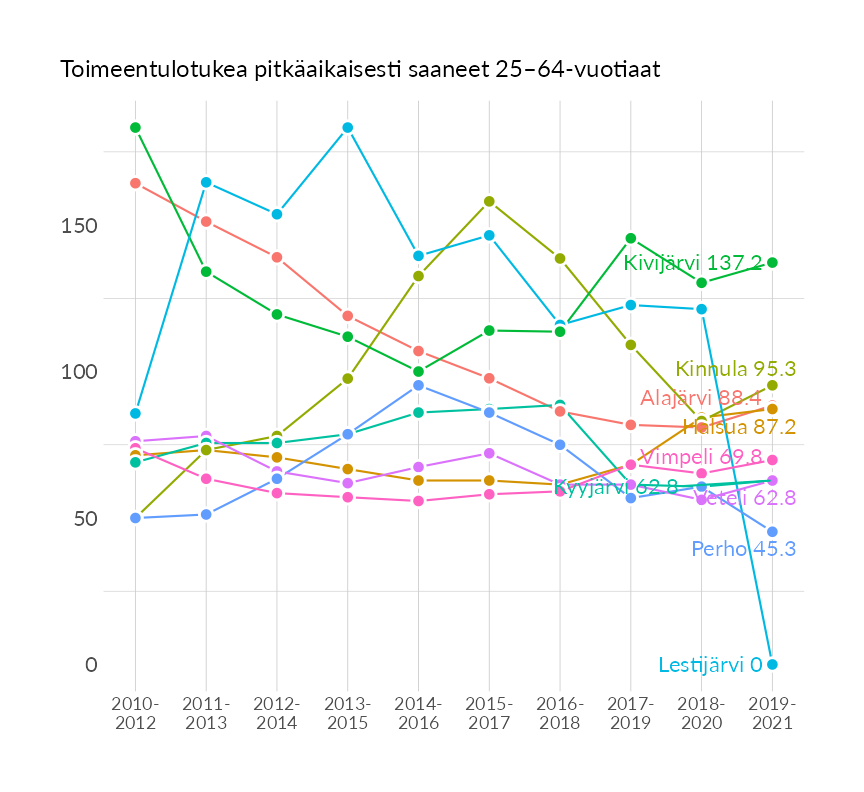 Toimeentulotukea pitkäaikaisesti saaneet 25–64-vuotiaat
150
100
50
0
Kivijärvi 137.2
Kinnula 95.3
Alajärvi 88.4
Halsua 87.2
Vimpeli 69.8
Kyyjärvi 62.8
Veteli 62.8
Perho 45.3
Lestijärvi 0
2010- 2011- 2012- 2013- 2014- 2015- 2016- 2017- 2018- 2019-
2012 2013 2014 2015 2016 2017 2018 2019 2020 2021